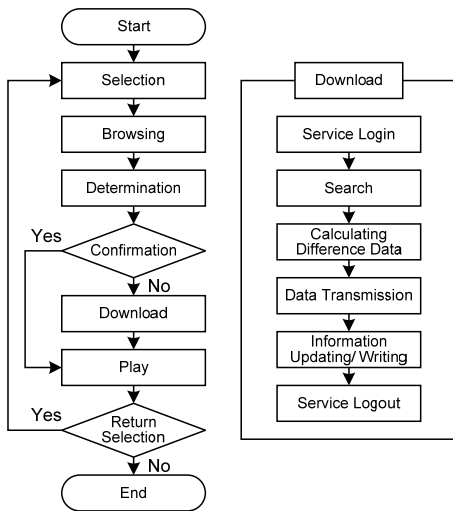 Start
Selection
Browsing
Determination
Yes
Confirmation
No
Download
Play
Yes
Return
Selection
No
End
Download
Service Login
Search
Calculating
Difference Data
Data Transmission
Information
Updating/ Writing
Service Logout